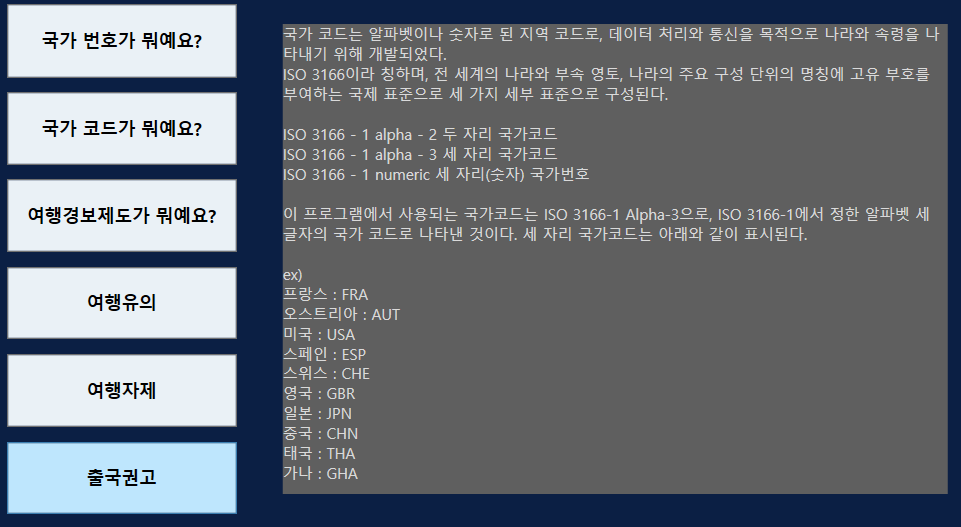 국가 번호가 뭐예요?
국가 코드가 뭐예요?
여행경보제도가 뭐예요?
여행유의
여행자제
출국권고
국가 코드는 알파벳이나 숫자로 된 지역 코드로, 데이터 처리와 통신을 목적으로 나라와 속령을 나
타내기 위해 개발되었다.
ISO 3166이라 칭하며, 전 세계의 나라와 부속 영토, 나라의 주요 구성 단위의 명칭에 고유 부호를
부여하는 국제 표준으로 세 가지 세부 표준으로 구성된다.
ISO 3166 - 1 alpha - 2 두 자리 국가코드
ISO 3166 - 1 alpha - 3 세 자리 국가코드
ISO 3166 - 1 numeric 세 자리(숫자) 국가번호
이 프로그램에서 사용되는 국가코드는 ISO 3166-1 Alpha-3으로, ISO 3166-1에서 정한 알파벳 세
글자의 국가 코드로 나타낸 것이다. 세 자리 국가코드는 아래와 같이 표시된다.
ex)
프랑스 : FRA
오스트리아 : AUT
미국 : USA
스페인 : ESP
스위스 : CHE
영국 : GBR
일본 : JPN
중국 : CHN
태국 : THA
가나 : GHA